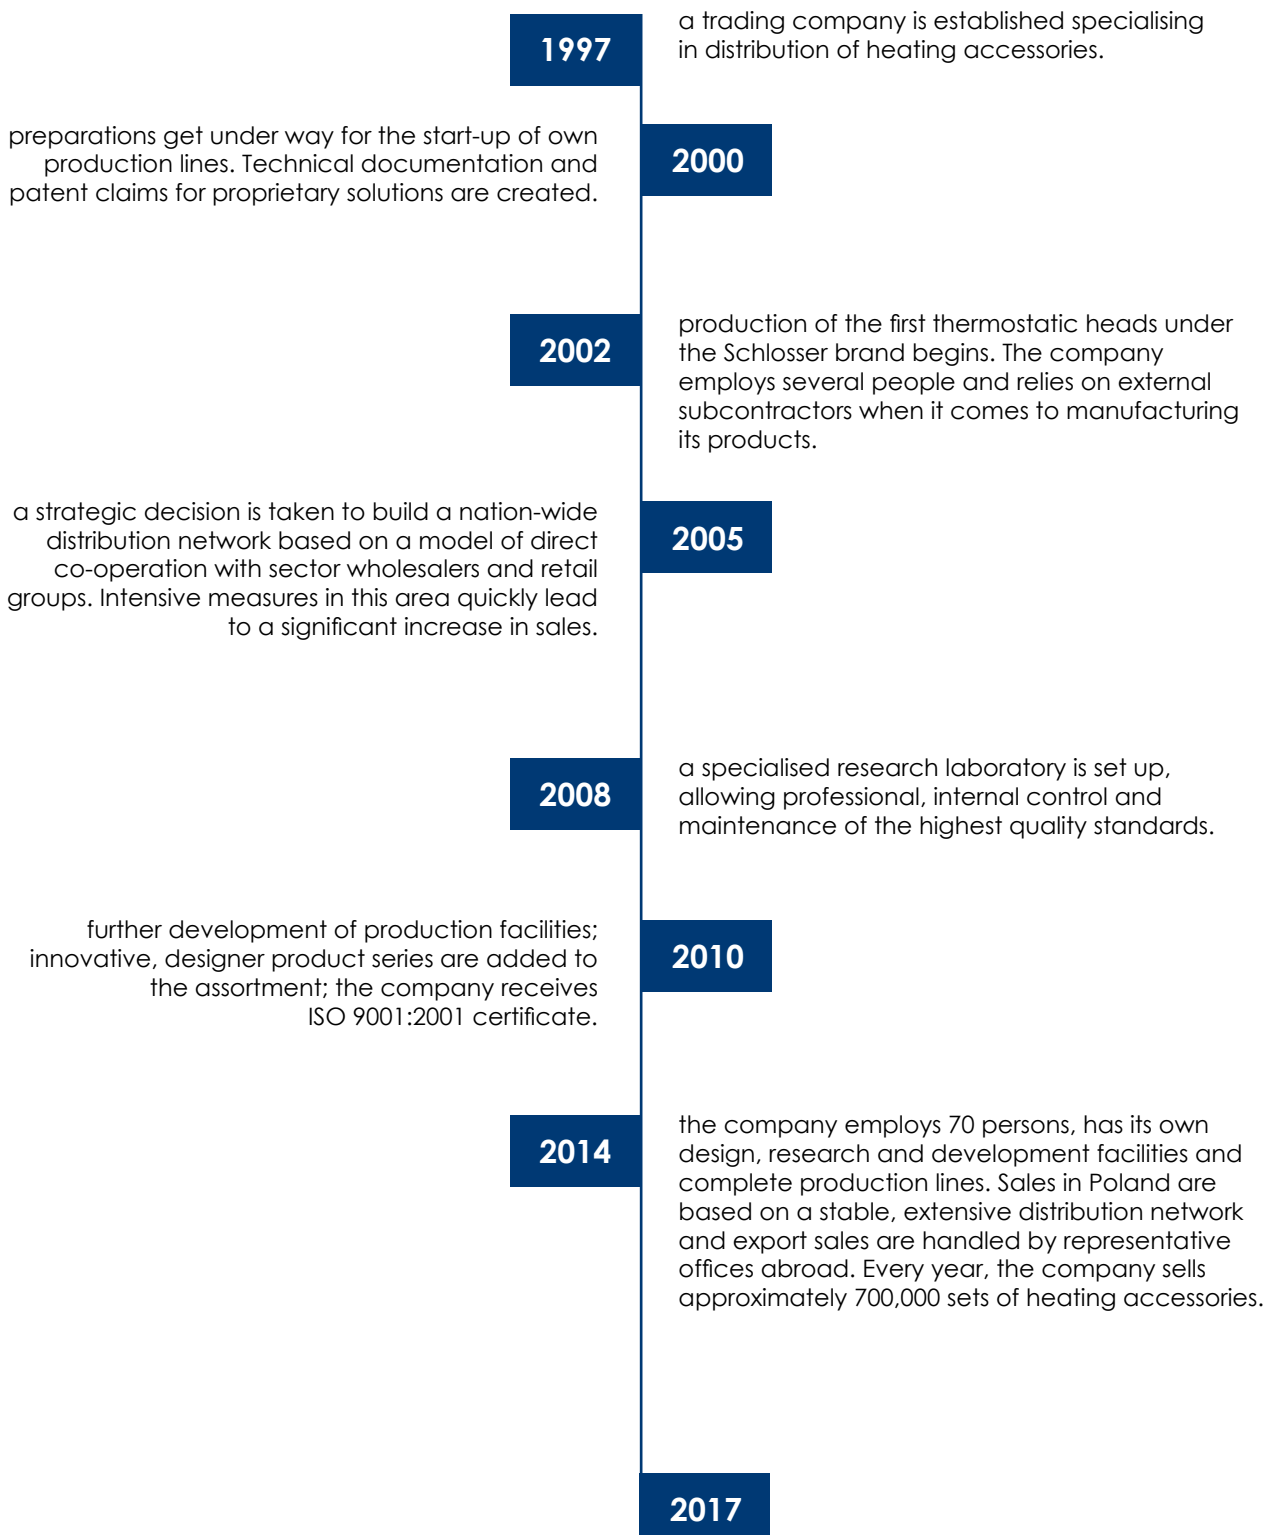 1997
a trading company is established specialising
in distribution of heating accessories.
preparations get under way for the start-up of own
production lines. Technical documentation and
patent claims for proprietary solutions are created.
2000
2002
production of the first thermostatic heads under
the Schlosser brand begins. The company
employs several people and relies on external
subcontractors when it comes to manufacturing
its products.
a strategic decision is taken to build a nation-wide
distribution network based on a model of direct
co-operation with sector wholesalers and retail
groups. Intensive measures in this area quickly lead
to a significant increase in sales.
2005
2008
a specialised research laboratory is set up,
allowing professional, internal control and
maintenance of the highest quality standards.
further development of production facilities;
innovative, designer product series are added to
the assortment; the company receives
ISO 9001:2001 certificate.
2010
2014
the company employs 70 persons, has its own
design, research and development facilities and
complete production lines. Sales in Poland are
based on a stable, extensive distribution network
and export sales are handled by representative
offices abroad. Every year, the company sells
approximately 700,000 sets of heating accessories.
2017